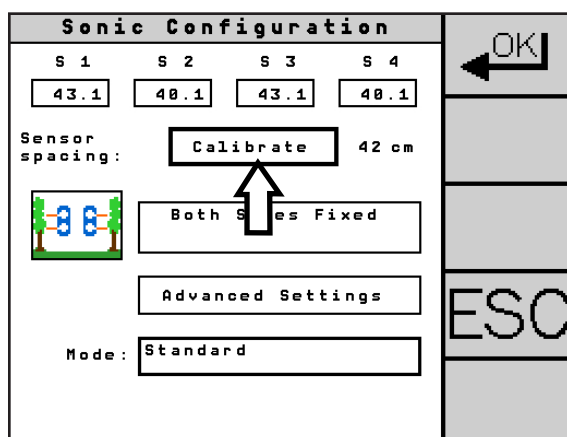 Sonic Configuration
S 1 S 2 S 3 S 4
43.1 40.1 43.1 40.1
Sensor
spacing: Calibrate 42 cm
Both S es Fixed
Advanced Settings
Mode: Standard
OK
ESC